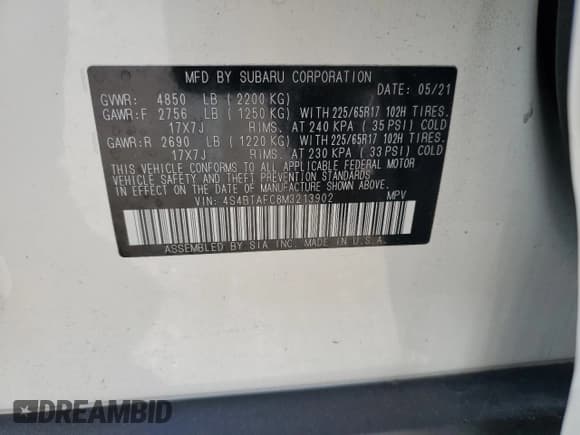 MFD BY SUBARU CORPORATION
DATE: 05/21
GVWR: 4850 LB ( 2200 KG)
GAWR:F 2756 LB ( 1250 KG) WITH 225/65R17 102H TIRES.
17X7J RIMS. AT 240 KPA ( 35 PSI) COLD
GAWR:R 2690 LB ( 1220 KG) WITH 225/65R17 102H TIRES.
17X7J RIMS. AT 230 KPA ( 33 PSI) COLD
THIS VEHICLE CONFORMS TO ALL APPLICABLE FEDERAL MOTOR
VEHICLE SAFETY AND THEFT PREVENTION STANDARDS
IN EFFECT ON THE DATE OF MANUFACTURE SHOWN ABOVE.
VIN: 4S4BTAFC8M3213902 MPV
ASSEMBLED BY SIA INC. MADE IN U.S.A.
DREAMBID